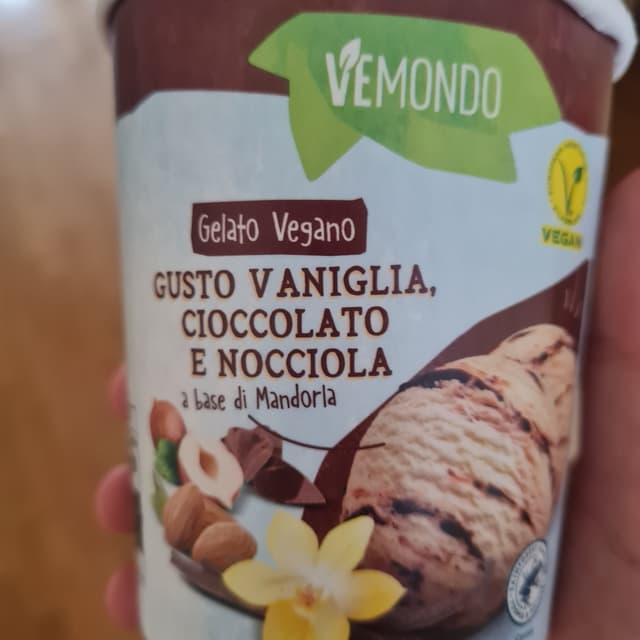 VEMONDO
VEGAN
Gelato Vegano
GUSTO VANIGLIA,
CIOCCOLATO
E NOCCIOLA
a base di Mandorla